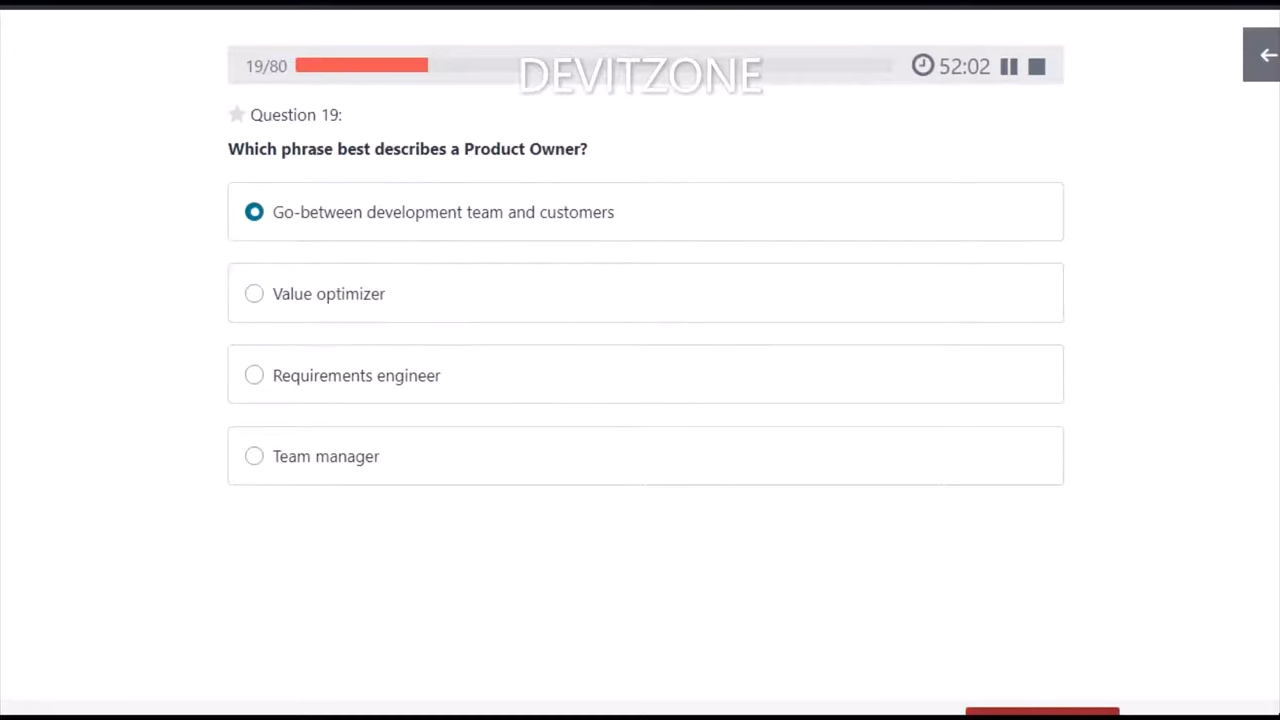 19/80
DEVITZONE
52:02
Question 19:
Which phrase best describes a Product Owner?
Go-between development team and customers
Value optimizer
Requirements engineer
Team manager